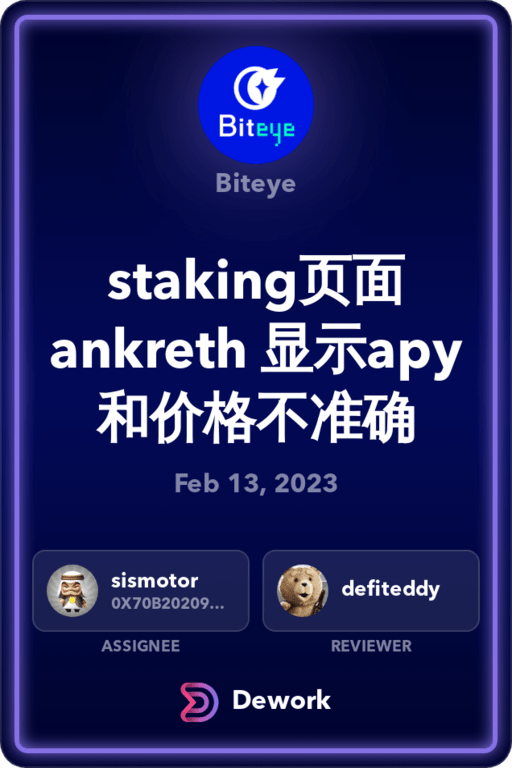 Biteye
Biteye
staking页面
ankreth 显示apy
和价格不准确
Feb 13, 2023
sismotor
0X70B20209...
defiteddy
ASSIGNEE
REVIEWER
Dework